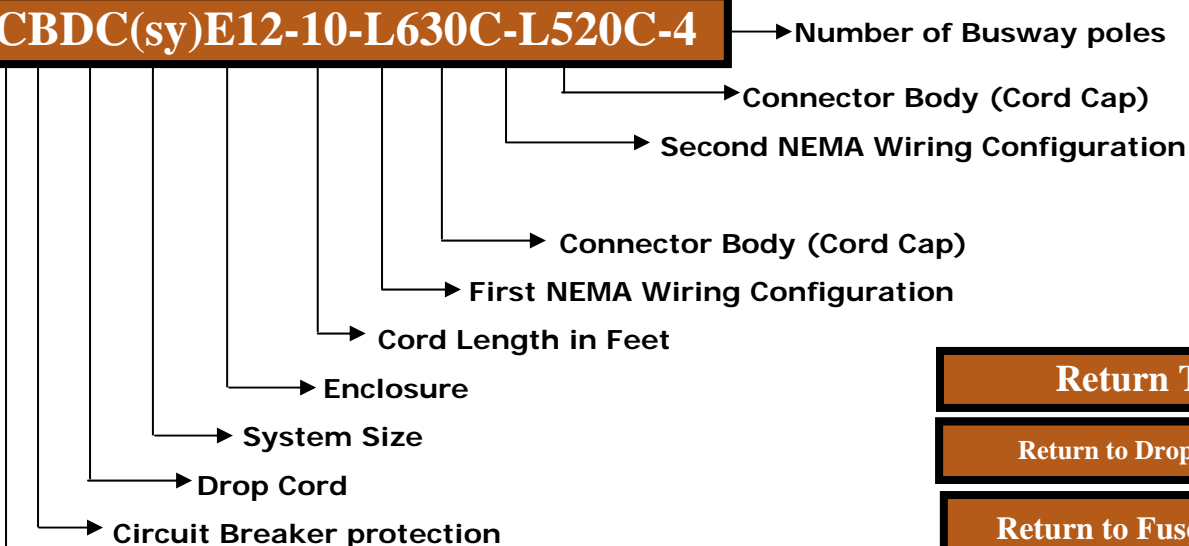 CBDC(sy)E12-10-L630C-L520C-4
Number of Busway poles
Connector Body (Cord Cap)
Second NEMA Wiring Configuration
Connector Body (Cord Cap)
First NEMA Wiring Configuration
Cord Length in Feet
Enclosure
System Size
Drop Cord
Circuit Breaker protection
Return
Return to Drop
Return to